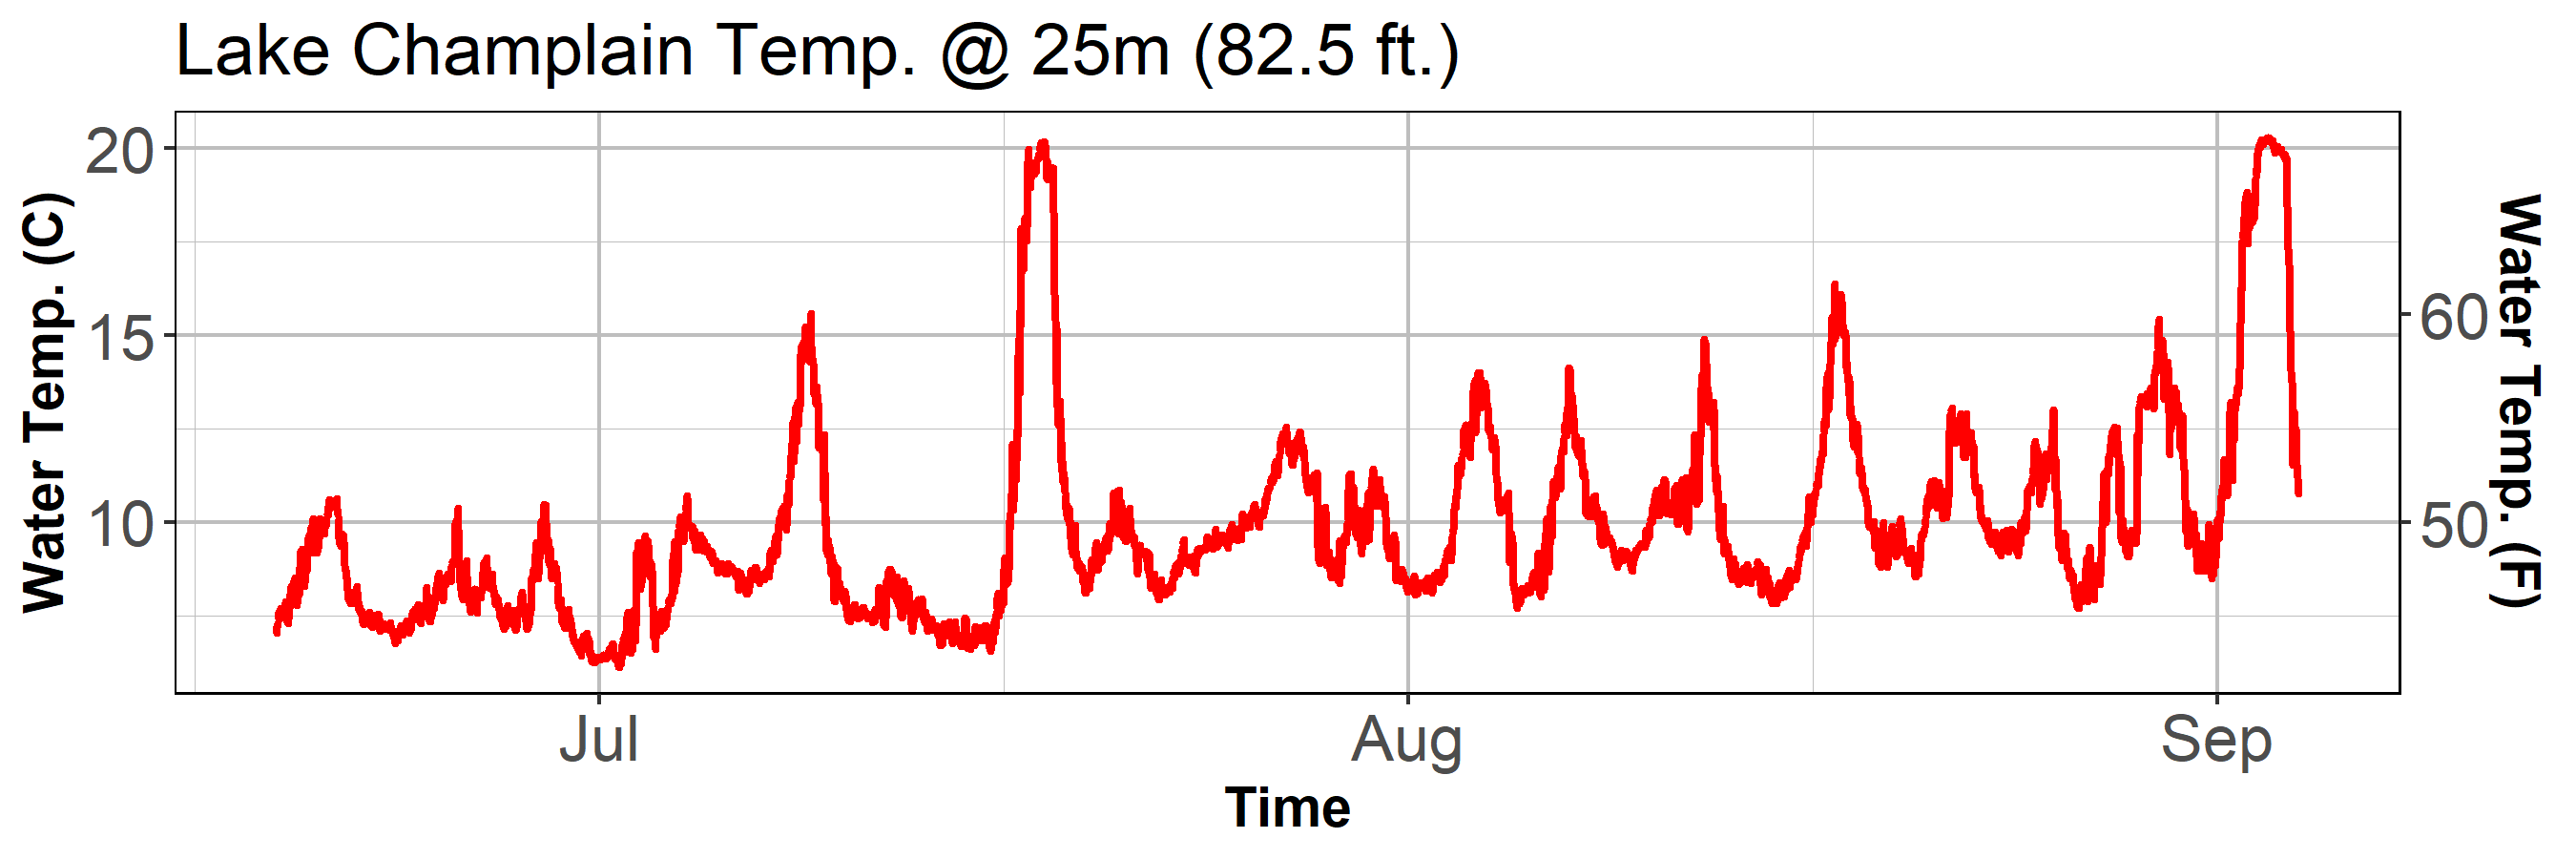 Lake Champlain Temp. @ 25m (82.5 ft.)
Water Temp. (C)
20
15
10
60
50
Water Temp. (F)
Jul Aug Sep
Time